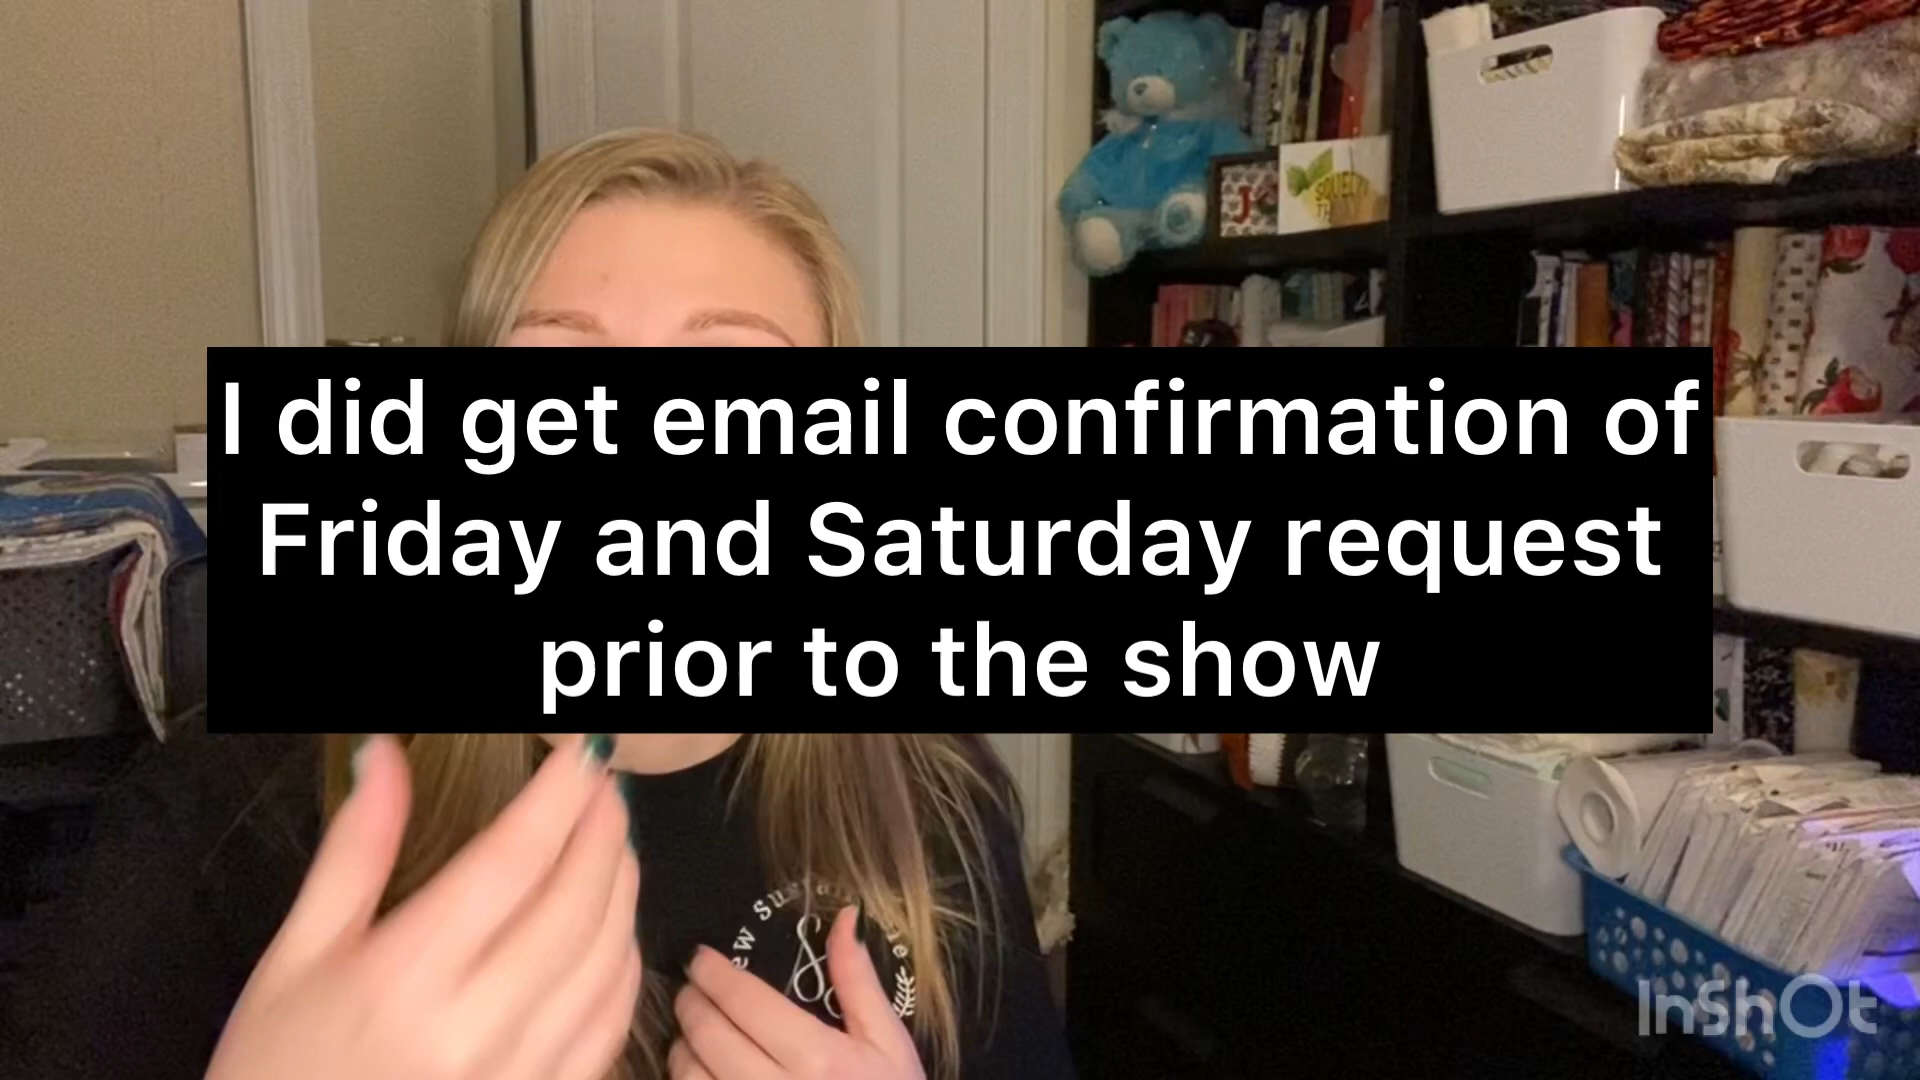 I did get email confirmation of
Friday and Saturday request
prior to the show
J
InShOt